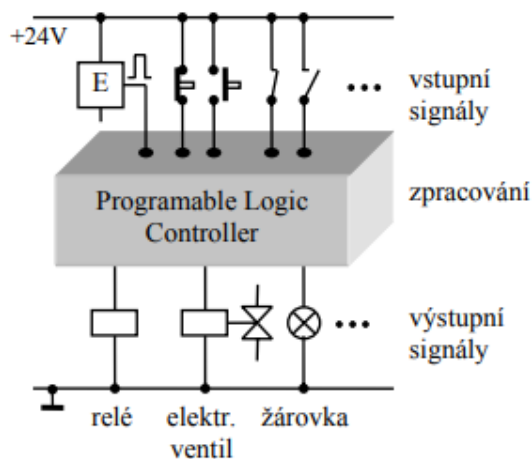 +24V
E
vstupní
signály
Programable Logic
Controller
zpracování
výstupní
signály
relé
elektr.
ventil
žárovka